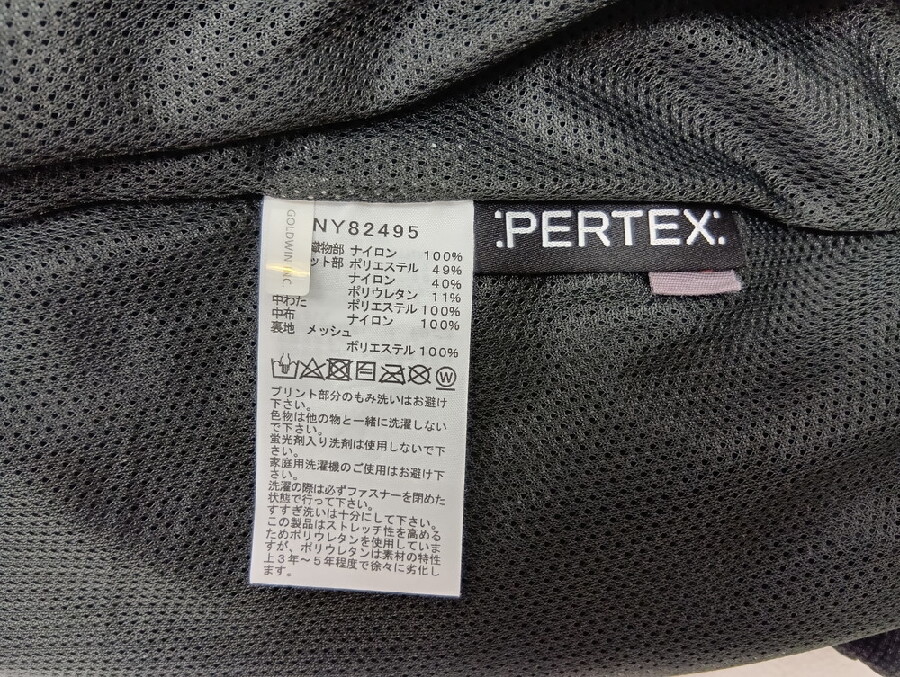 GOLDWIN INC.
NY82495
:PERTEX:
織物部 ナイロン 100%
ット部 ポリエステル 49%
ナイロン 40%
ポリウレタン 11%
中わた ポリエステル 100%
中布 ナイロン 100%
裏地 メッシュ
ポリエステル 100%
W
プリント部分のもみ洗いはお避け
下さい。
色物は他の物と一緒に洗濯しない
で下さい。
蛍光剤入り洗剤は使用しないで下
さい。
家庭用洗濯機のご使用はお避け下
さい。
洗濯の際は必ずファスナーを閉めた
状態で行って下さい。
すすぎ洗いは十分にして下さい。
この製品はストレッチ性を高める
ためポリウレタンを使用していま
すが、ポリウレタンは素材の特性
上3年〜5年程度で徐々に劣化し
ます。